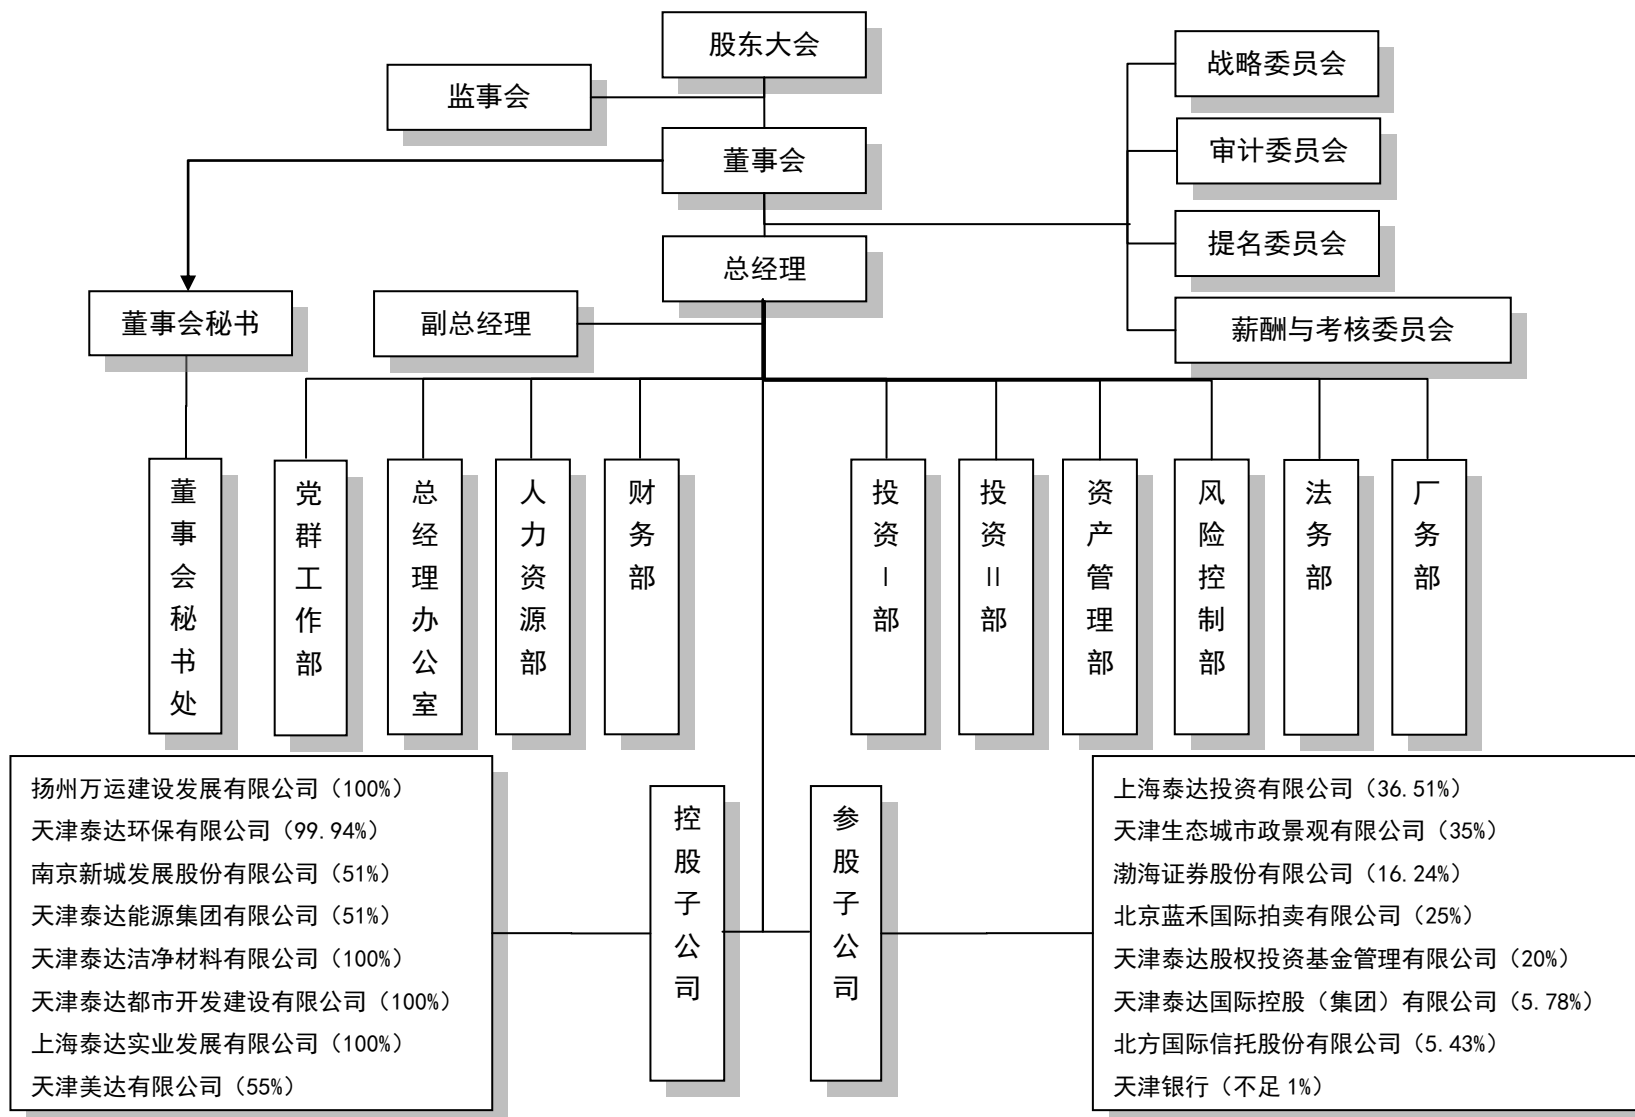 股东大会
监事会
董事会
总经理
战略委员会
审计委员会
提名委员会
薪酬与考核委员会
董事会秘书
副总经理
董事会秘书处
党群工作部
总经理办公室
人力资源部
财务部
投资Ⅰ部
投资Ⅱ部
资产管理部
风险控制部
法务部
厂务部
扬州万运建设发展有限公司（100%）
天津泰达环保有限公司（99.94%）
南京新城发展股份有限公司（51%）
天津泰达能源集团有限公司（51%）
天津泰达洁净材料有限公司（100%）
天津泰达都市开发建设有限公司（100%）
上海泰达实业发展有限公司（100%）
天津美达有限公司（55%）
控股子公司
参股子公司
上海泰达投资有限公司（36.51%）
天津生态城市政景观有限公司（35%）
渤海证券股份有限公司（16.24%）
北京蓝禾国际拍卖有限公司（25%）
天津泰达股权投资基金管理有限公司（20%）
天津泰达国际控股（集团）有限公司（5.78%）
北方国际信托股份有限公司（5.43%）
天津银行（不足 1%）